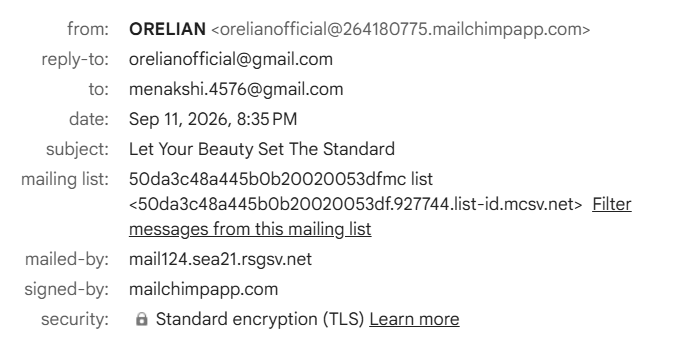 from: ORELIAN <orelianofficial@264180775.mailchimpapp.com>
reply-to: orelianofficial@gmail.com
to: menakshi.4576@gmail.com
date: Sep 11, 2026, 8:35 PM
subject: Let Your Beauty Set The Standard
mailing list: 50da3c48a445b0b20020053dfmc list
<50da3c48a445b0b20020053df.927744.list-id.mcsv.net> Filter
messages from this mailing list
mailed-by: mail124.sea21.rsgsv.net
signed-by: mailchimpapp.com
security: Standard encryption (TLS) Learn more